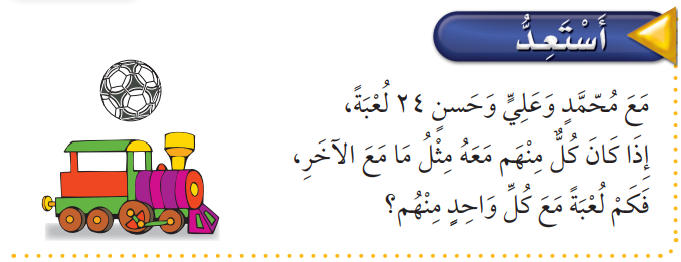 أَسْتَعِدُّ
مَعَ مُحَمَّدٍ وَعَلِيٍّ وَحَسنٍ ٢٤ لُعْبَةً،
إِذَا كَانَ كُلٌّ مِنْهَم مَعَهُ مِثْلُ مَا مَعَ الآخَرِ،
فَكَمْ لُعْبَةً مَعَ كُلِّ وَاحِدٍ مِنْهُم؟